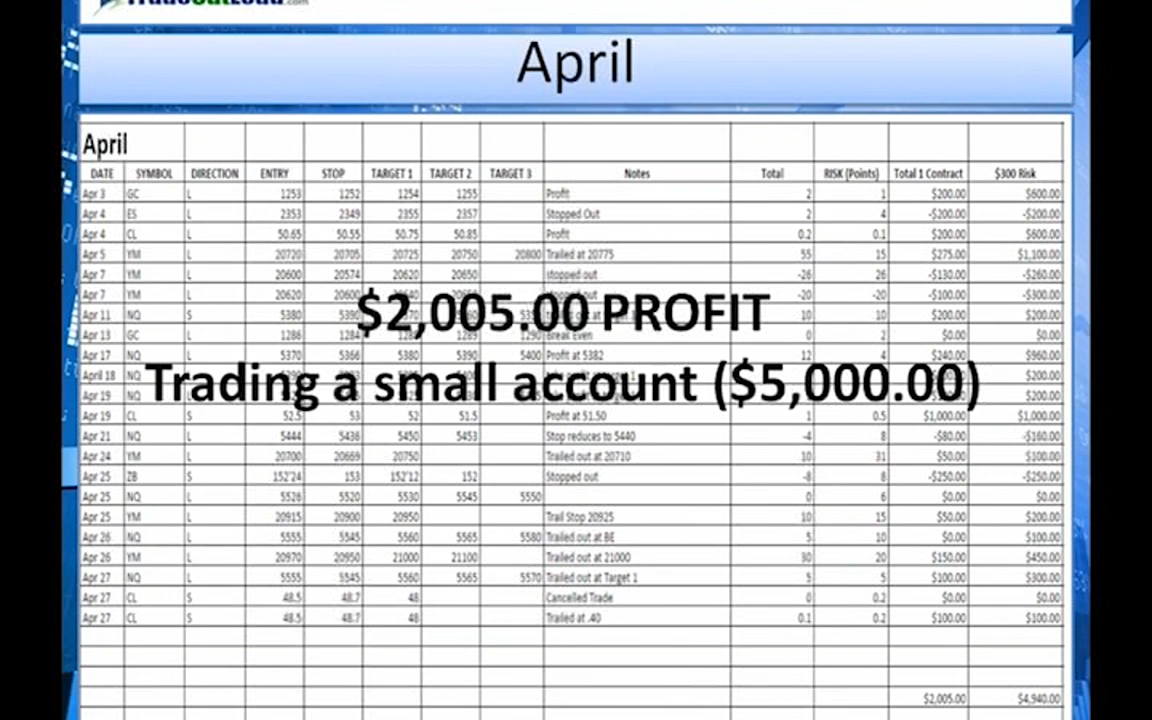 April
April
DATE SYMBOL DIRECTION ENTRY STOP TARGET 1 TARGET 2 TARGET 3 Notes Total RISK (Points) Total 1 Contract $300 Risk
Apr 3 GC L 1253 1252 1254 1255 Profit 2 1 $200.00 $600.00
Apr 4 ES L 2353 2349 2355 2357 Stopped Out 2 4 -$200.00 -$200.00
Apr 4 CL L 50.65 50.55 50.75 50.85 Profit 0.2 0.1 $200.00 $600.00
Apr 5 YM L 20720 20705 20725 20750 20800 Trailed at 20775 55 15 $275.00 $1,100.00
Apr 7 YM L 20600 20574 20620 20650 stopped out -26 26 -$130.00 -$260.00
Apr 7 YM L 20620 20600 -20 -20 -$100.00 -$300.00
$2,005.00 PROFIT
Apr 11 NQ L 5380 5390 10 10 $200.00 $200.00
Apr 13 GC L 1286 1284 1290 Break Even 0 2 $0.00 $0.00
Apr 17 NQ L 5370 5366 5380 5390 5400 Profit at 5382 12 4 $240.00 $960.00
Trading a small account ($5,000.00)
April 18 NQ $200.00
Apr 19 NQ $200.00
Apr 19 CL S 52.5 53 52 51.5 Profit at 51.50 1 0.5 $1,000.00 $1,000.00
Apr 21 NQ L 5444 5436 5450 5453 Stop reduces to 5440 -4 8 -$80.00 -$160.00
Apr 24 YM L 20700 20669 20750 Trailed out at 20710 10 31 $50.00 $100.00
Apr 25 ZB S 152'24 153 152'12 152 Stopped out -8 8 -$250.00 -$250.00
Apr 25 NQ L 5526 5520 5530 5545 5550 0 6 $0.00 $0.00
Apr 25 YM L 20915 20900 20950 Trail Stop 20925 10 15 $50.00 $200.00
Apr 26 NQ L 5555 5545 5560 5565 5580 Trailed out at BE 5 10 $0.00 $100.00
Apr 26 YM L 20970 20950 21000 21100 Trailed out at 21000 30 20 $150.00 $450.00
Apr 27 NQ L 5555 5545 5560 5565 5570 Trailed out at Target 1 5 5 $100.00 $300.00
Apr 27 CL S 48.5 48.7 48 Cancelled Trade 0 0.2 $0.00 $0.00
Apr 27 CL S 48.5 48.7 48 Trailed at .40 0.1 0.2 $100.00 $100.00
$2,005.00 $4,940.00